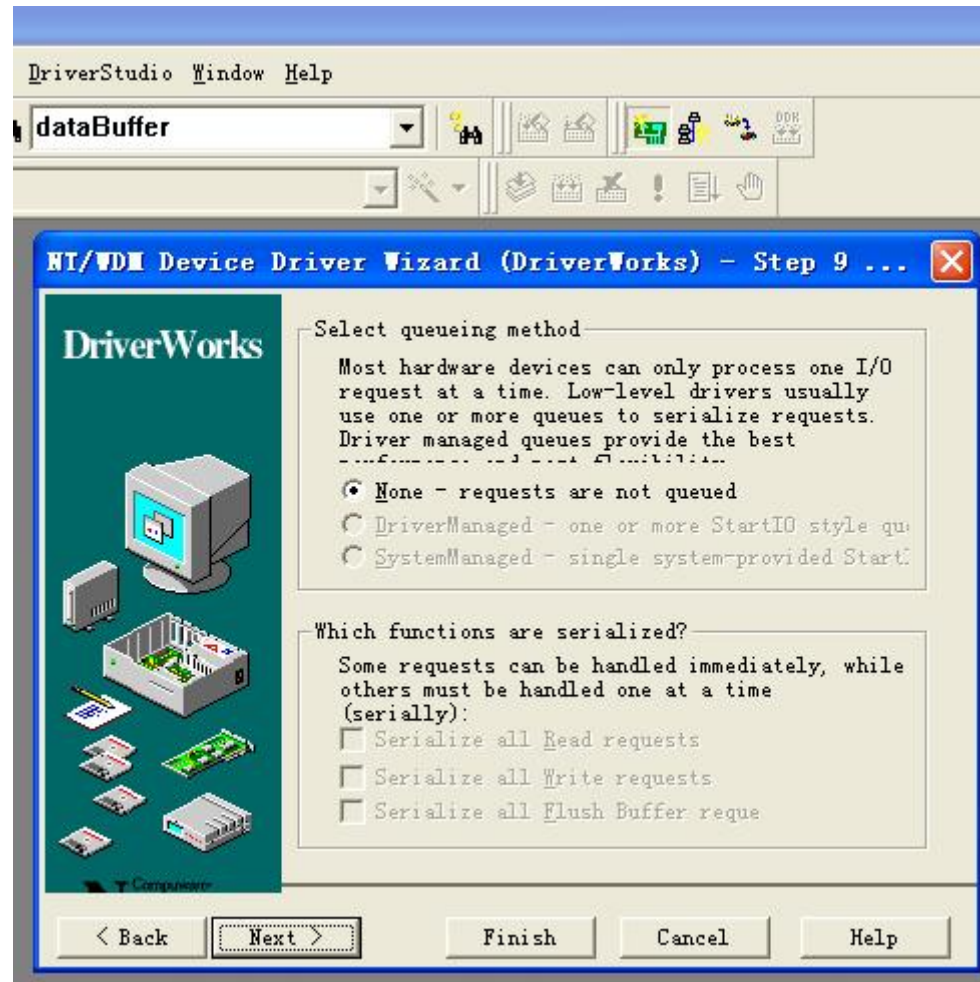 DriverStudio Window Help
dataBuffer
DDK
NT/WDM Device Driver Wizard (DriverWorks) - Step 9 ...
DriverWorks
Select queueing method
Most hardware devices can only process one I/O
request at a time. Low-level drivers usually
use one or more queues to serialize requests.
Driver managed queues provide the best
None - requests are not queued
DriverManaged - one or more StartIO style
SystemManaged - single system-provided
Which functions are serialized?
Some requests can be handled immediately, while
others must be handled one at a time
(serially):
Serialize all Read requests
Serialize all Write requests
Serialize all Flush Buffer reque
Compuware
< Back Next > Finish Cancel Help